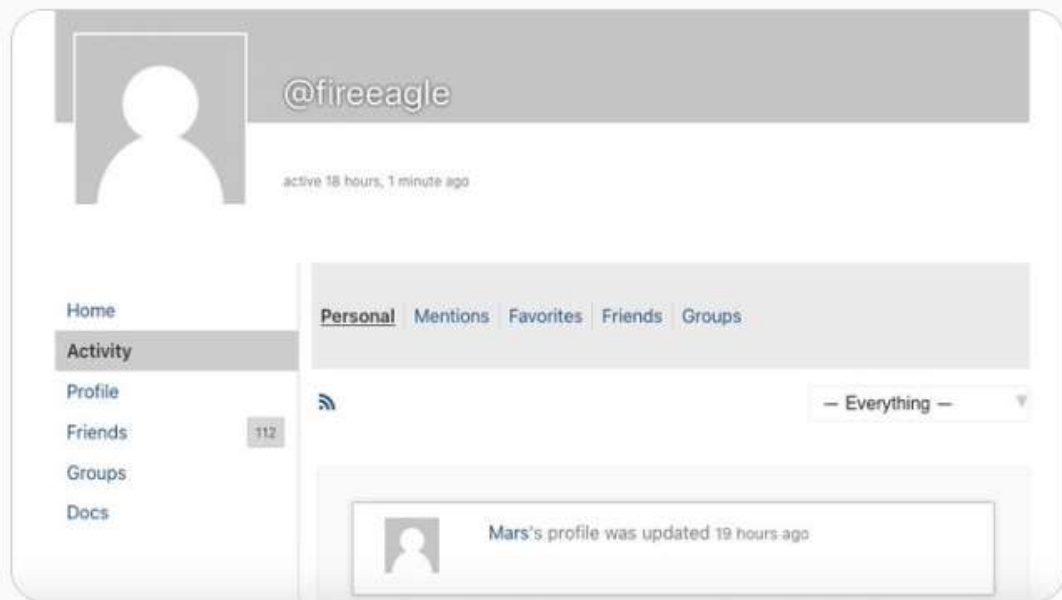 @fireeagle
active 18 hours, 1 minute ago
Home
Activity
Profile
Friends 112
Groups
Docs
Personal Mentions Favorites Friends Groups
— Everything —
Mars's profile was updated 19 hours ago